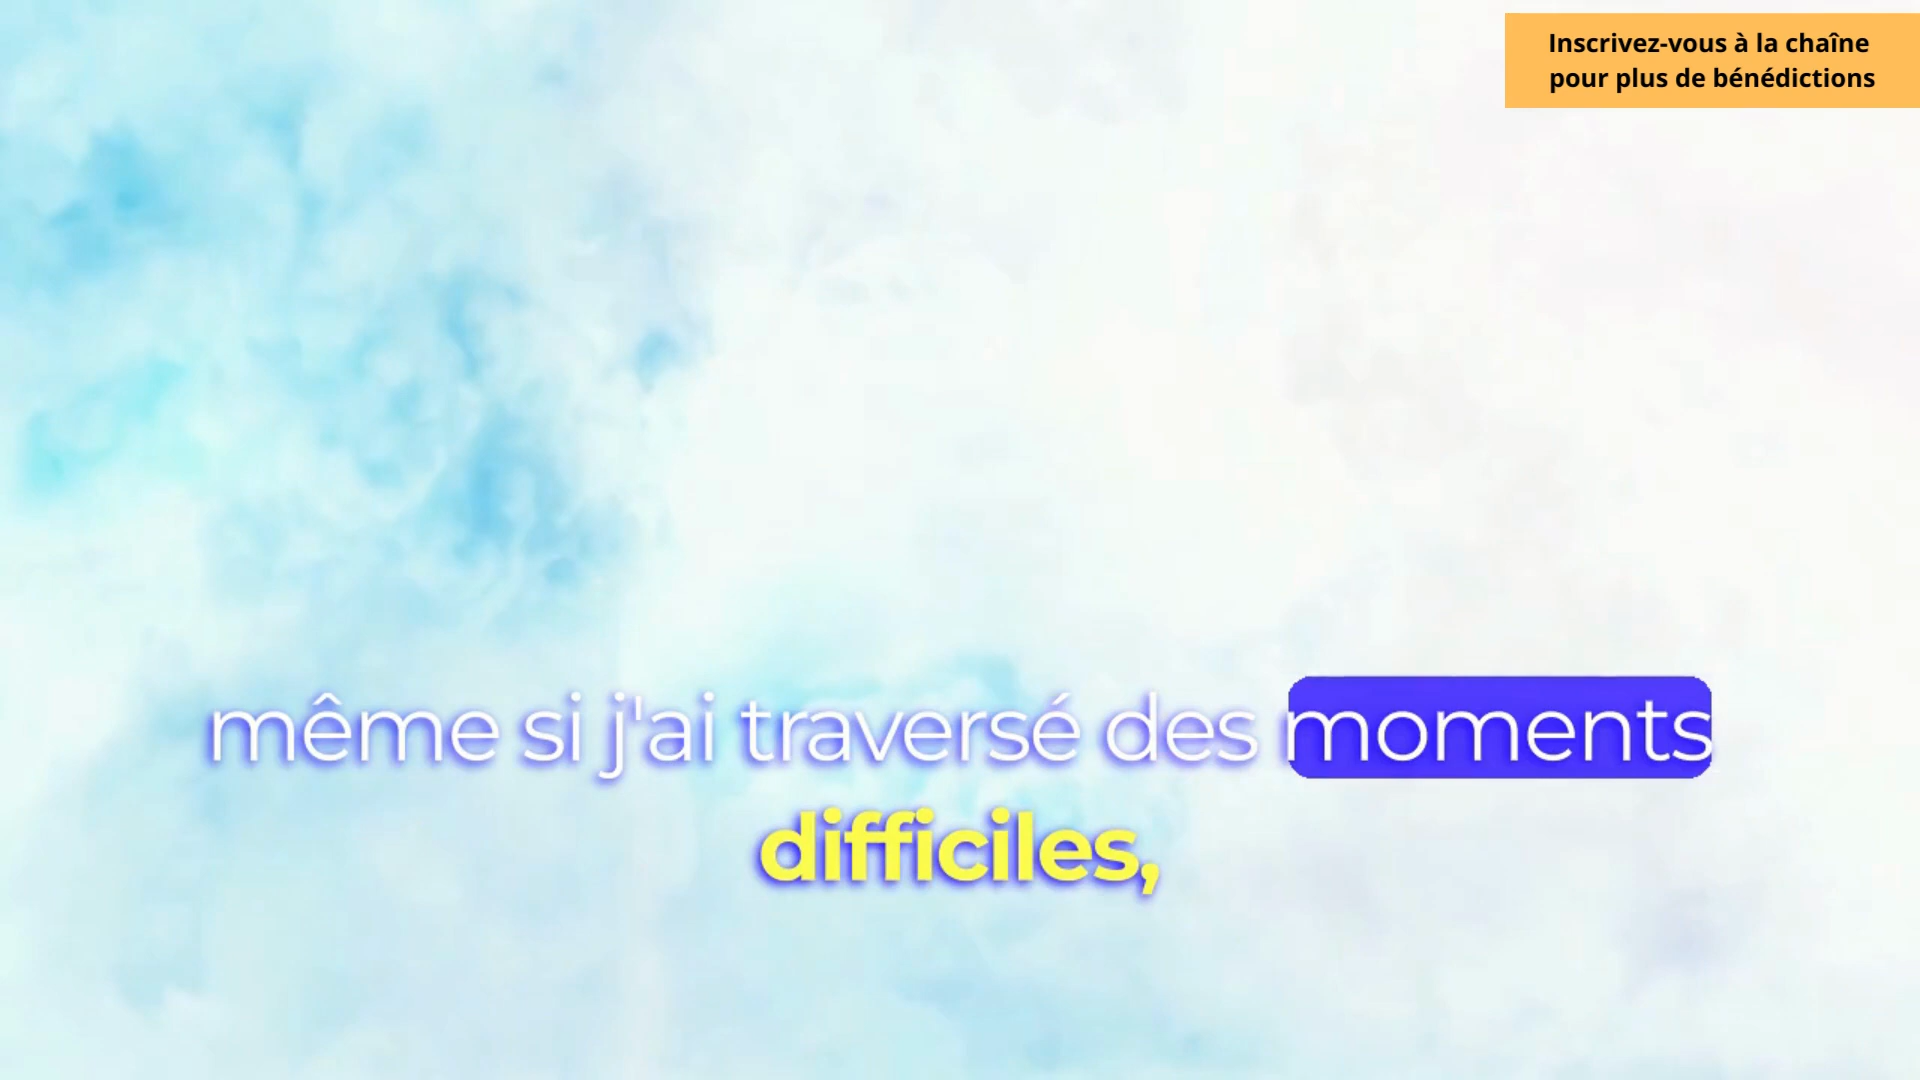 Inscrivez-vous à la chaîne
pour plus de bénédictions
même si j'ai traversé des moments
difficiles,